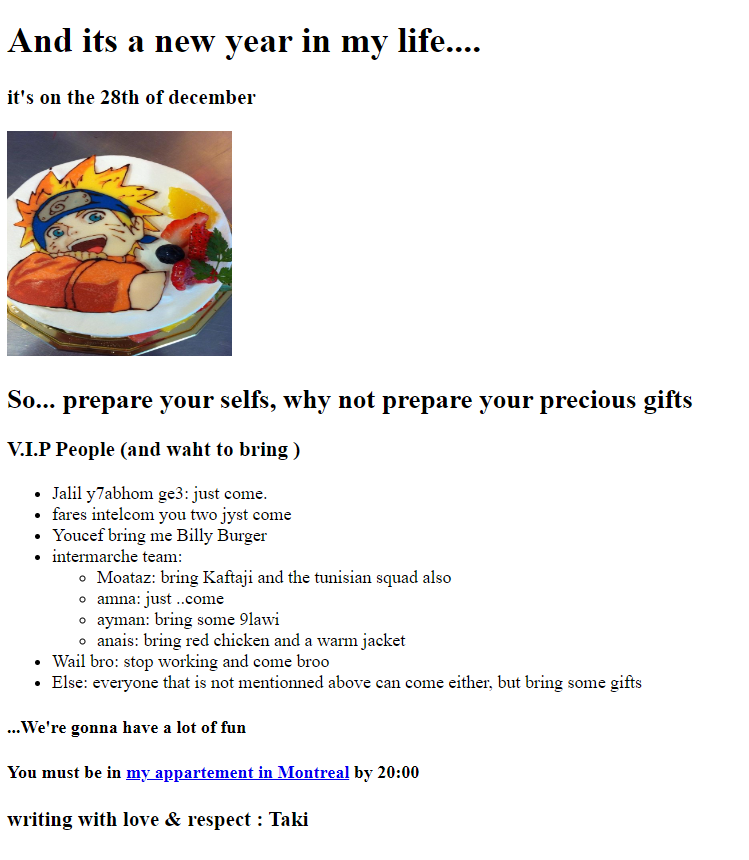 And its a new year in my life....
it's on the 28th of december
So... prepare your selfs, why not prepare your precious gifts
V.I.P People (and waht to bring )
Jalil y7abhom ge3: just come.
fares intelcom you two jyst come
Youcef bring me Billy Burger
intermarche team:
Moataz: bring Kaftaji and the tunisian squad also
amna: just ..come
ayman: bring some 9lawi
anais: bring red chicken and a warm jacket
Wail bro: stop working and come broo
Else: everyone that is not mentionned above can come either, but bring some gifts
...We're gonna have a lot of fun
You must be in my appartement in Montreal by 20:00
writing with love & respect : Taki